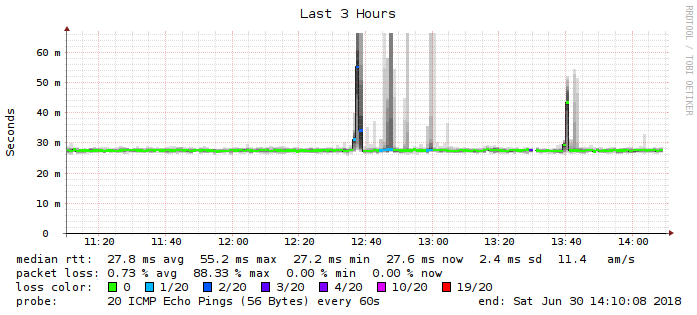 Last 3 Hours
RRDTOOL / TOBI OETIKER
Seconds
60 m
50 m
40 m
30 m
20 m
10 m
0
11:20 11:40 12:00 12:20 12:40 13:00 13:20 13:40 14:00
median rtt: 27.8 ms avg 55.2 ms max 27.2 ms min 27.6 ms now 2.4 ms sd 11.4 am/s
packet loss: 0.73 % avg 88.33 % max 0.00 % min 0.00 % now
loss color: 0 1/20 2/20 3/20 4/20 10/20 19/20
probe: 20 ICMP Echo Pings (56 Bytes) every 60s end: Sat Jun 30 14:10:08 2018